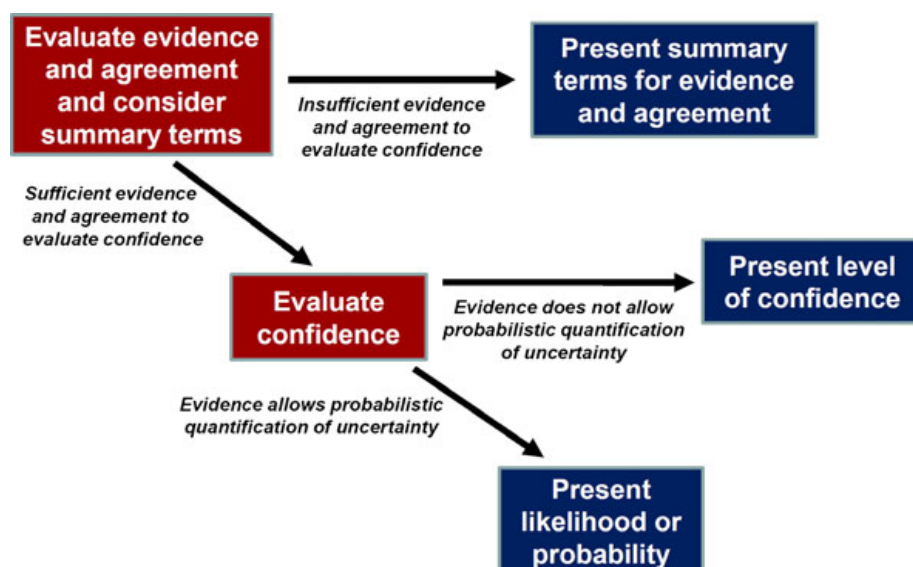 Evaluate evidence
and agreement
and consider
summary terms
Insufficient evidence
and agreement to
evaluate confidence
Present summary
terms for evidence
and agreement
Sufficient evidence
and agreement to
evaluate confidence
Evaluate
confidence
Evidence does not allow
probabilistic quantification
of uncertainty
Present level
of confidence
Evidence allows probabilistic
quantification of uncertainty
Present
likelihood or
probability